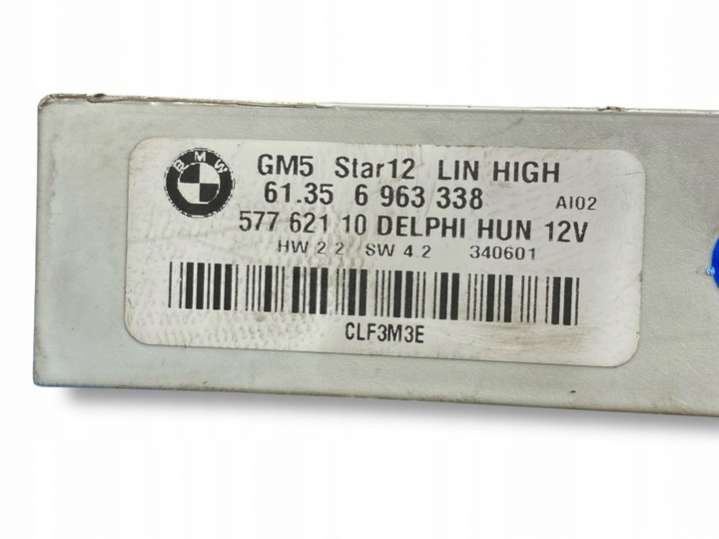 BMW
GM5 Star12 LIN HIGH
61.35 6 963 338 AI02
577 621 10 DELPHI HUN 12V
HW 2.2 SW 4.2 340601
CLF3M3E